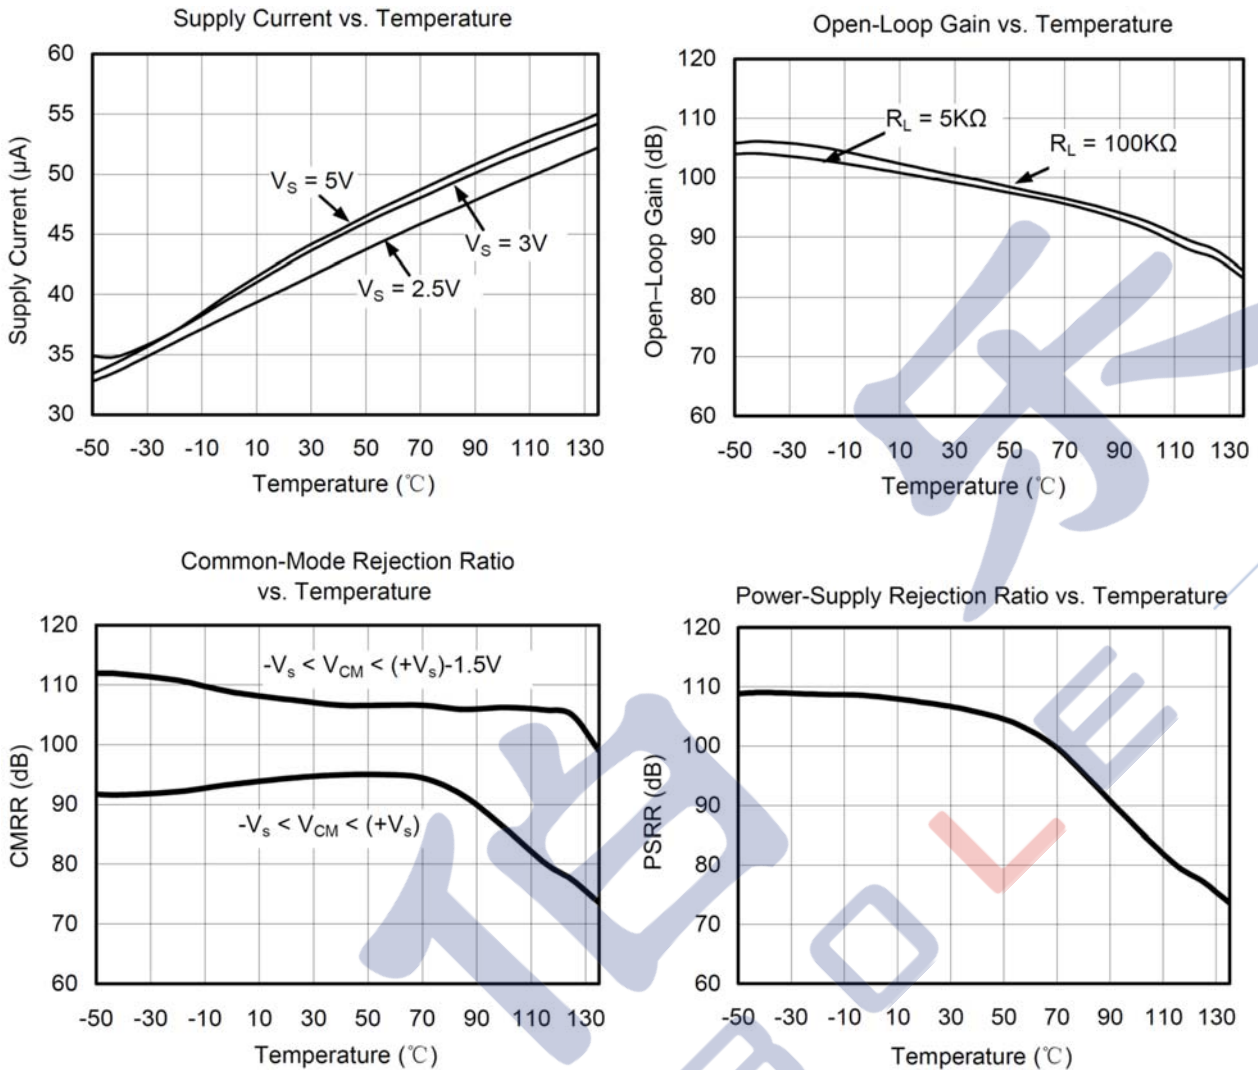 Supply Current vs. Temperature
Supply Current (μA)
60
55
50
45
40
35
30
V_S = 5V
V_S = 3V
V_S = 2.5V
-50 -30 -10 10 30 50 70 90 110 130
Temperature (℃)
Open-Loop Gain vs. Temperature
Open–Loop Gain (dB)
120
110
100
90
80
70
60
R_L = 5KΩ
R_L = 100KΩ
-50 -30 -10 10 30 50 70 90 110 130
Temperature (℃)
Common-Mode Rejection Ratio
vs. Temperature
CMRR (dB)
120
110
100
90
80
70
60
-V_s < V_CM < (+V_s)-1.5V
-V_s < V_CM < (+V_s)
-50 -30 -10 10 30 50 70 90 110 130
Temperature (℃)
Power-Supply Rejection Ratio vs. Temperature
PSRR (dB)
120
110
100
90
80
70
60
-50 -30 -10 10 30 50 70 90 110 130
Temperature (℃)